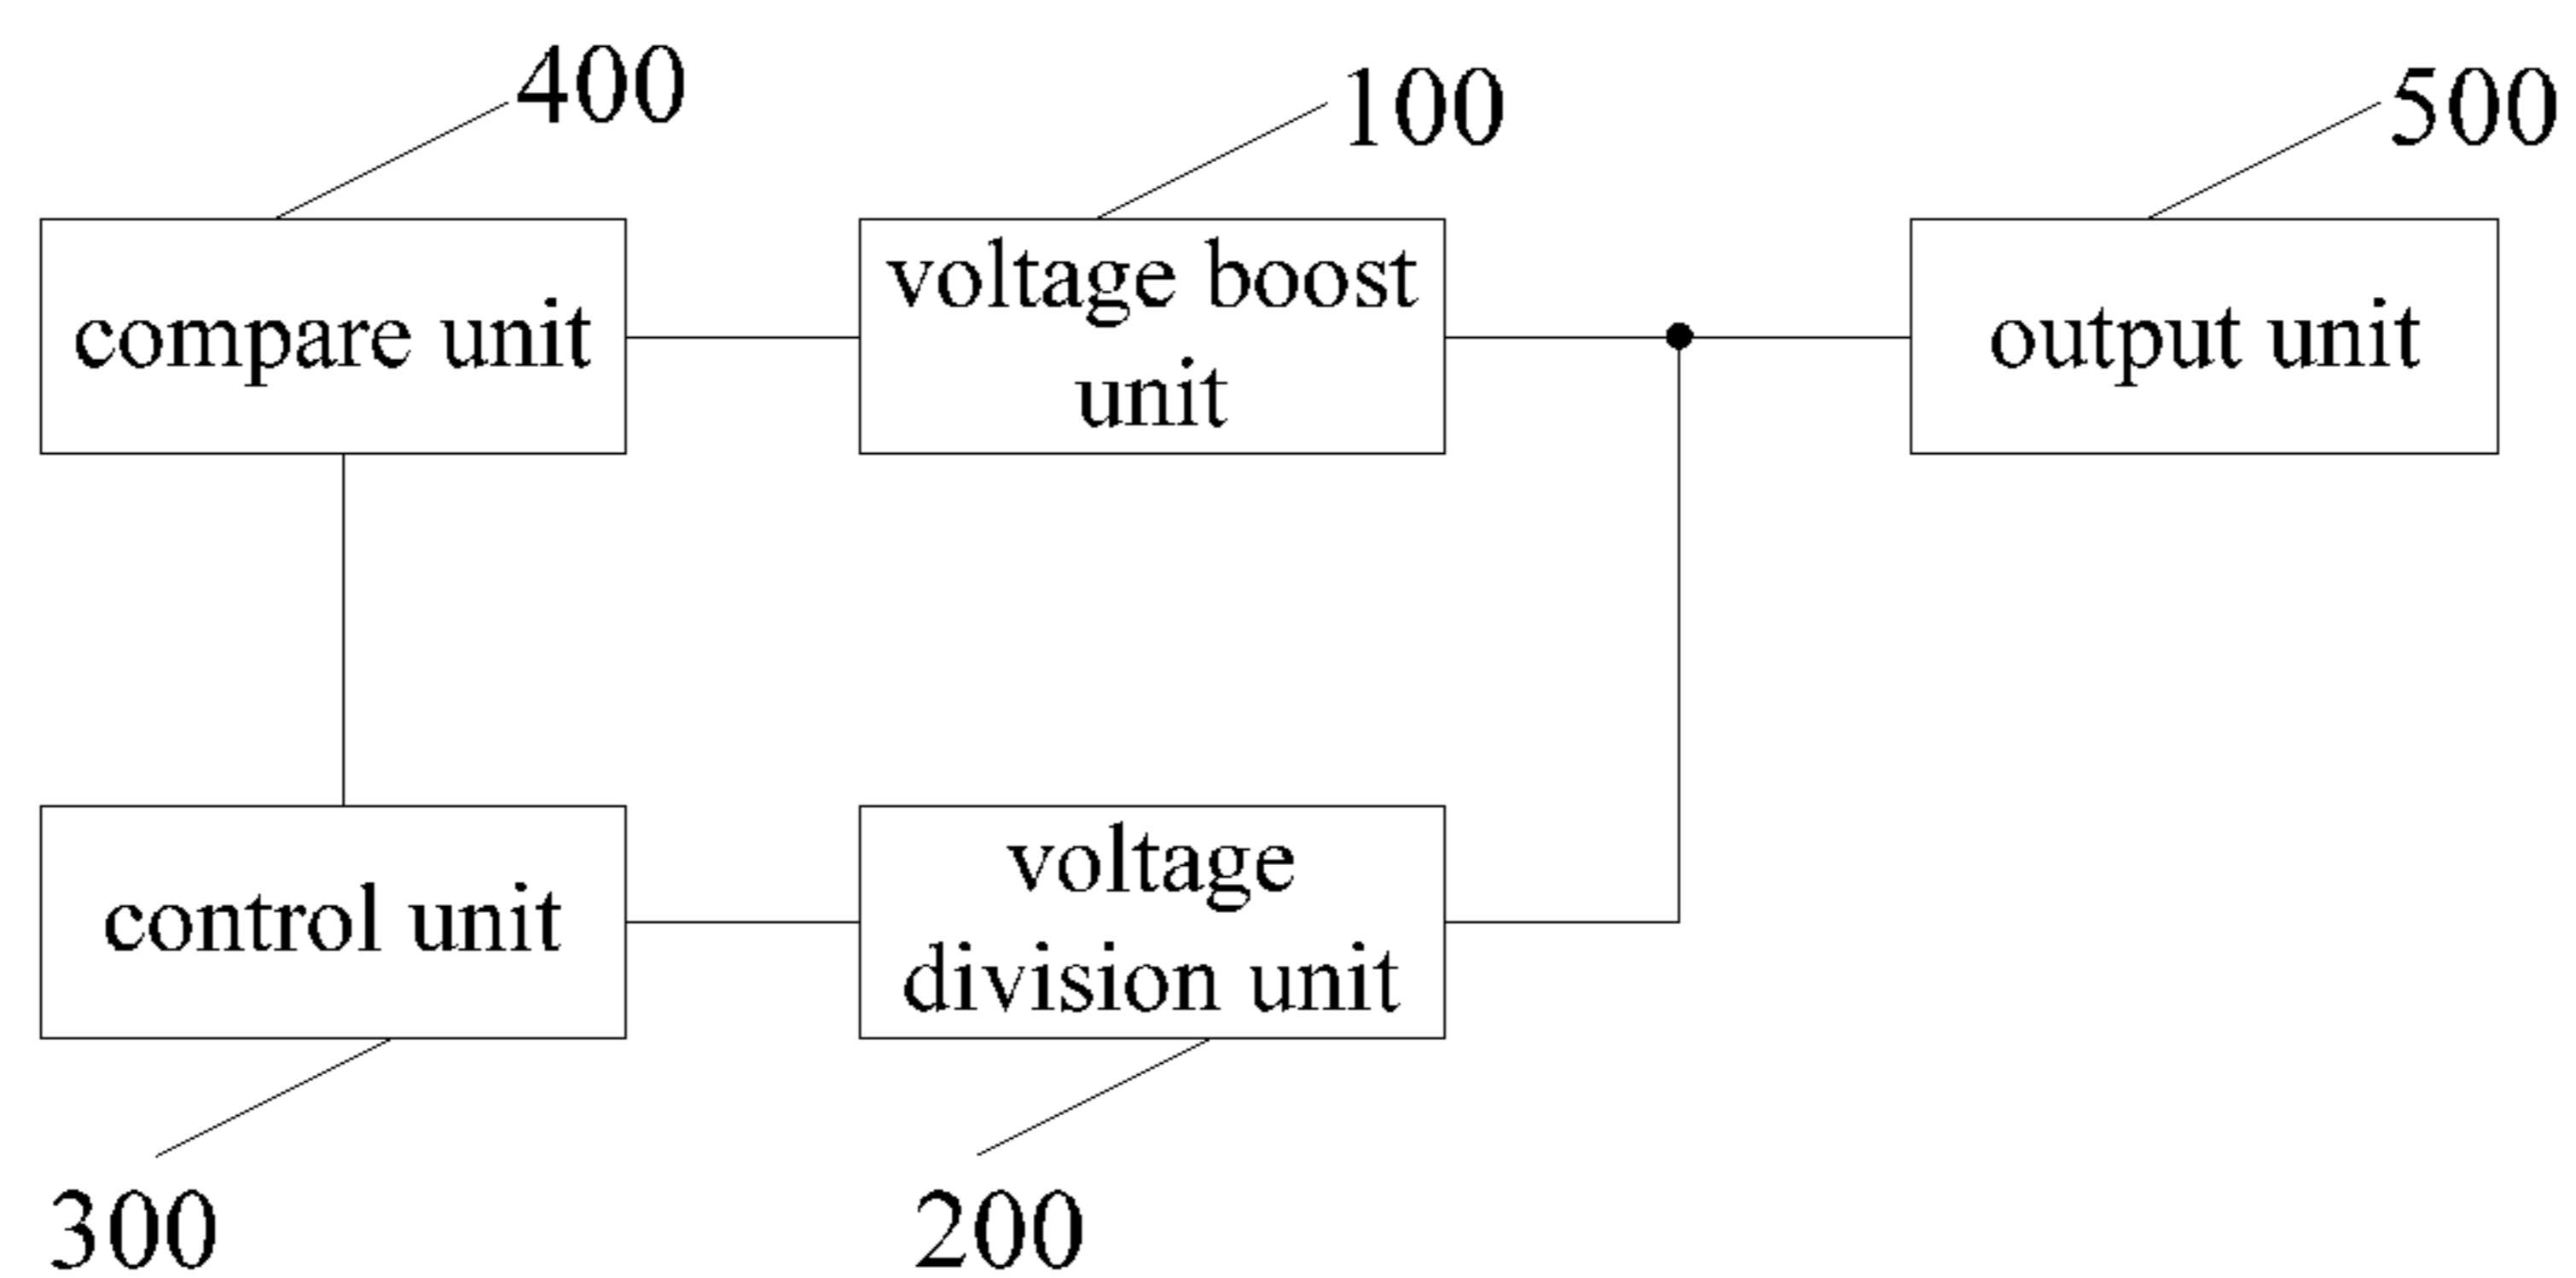 400
100
500
compare unit
voltage boost
unit
output unit
control unit
voltage
division unit
300
200